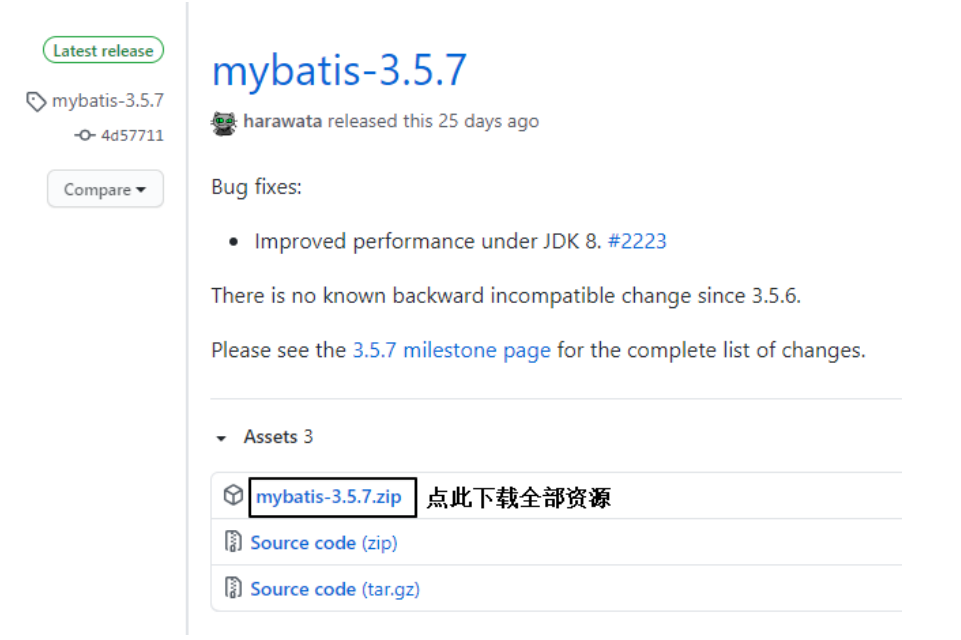 Latest release
mybatis-3.5.7
4d57711
Compare
mybatis-3.5.7
harawata released this 25 days ago
Bug fixes:
• Improved performance under JDK 8. #2223
There is no known backward incompatible change since 3.5.6.
Please see the 3.5.7 milestone page for the complete list of changes.
Assets 3
mybatis-3.5.7.zip 点此下载全部资源
Source code (zip)
Source code (tar.gz)